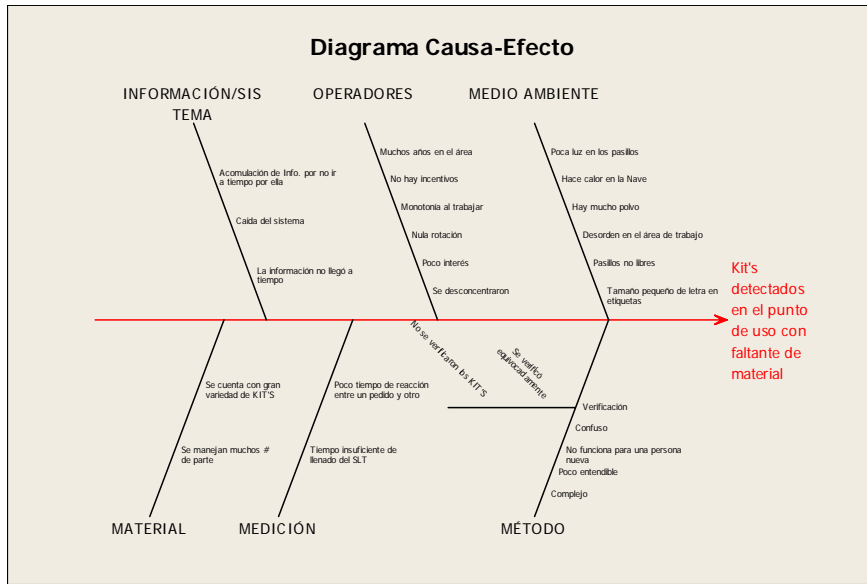 Diagrama Causa-Efecto
INFORMACIÓN/SIS
TEMA
OPERADORES
MEDIO AMBIENTE
Acumulación de Info. por no ir
a tiempo por ella
Caida del sistema
La información no llegó a
tiempo
Muchos años en el área
No hay incentivos
Monotonía al trabajar
Nula rotación
Poco interés
Se desconcentraron
Poca luz en los pasillos
Hace calor en la Nave
Hay mucho polvo
Desorden en el área de trabajo
Pasillos no libres
Tamaño pequeño de letra en
etiquetas
Kit's
detectados
en el punto
de uso con
faltante de
material
Se cuenta con gran
variedad de KIT'S
Se manejan muchos #
de parte
Poco tiempo de reacción
entre un pedido y otro
Tiempo insuficiente de
llenado del SLT
No se verificaron los KIT'S
Se verificó
equivocadamente
Verificación
Confuso
No funciona para una persona
nueva
Poco entendible
Complejo
MATERIAL
MEDICIÓN
MÉTODO